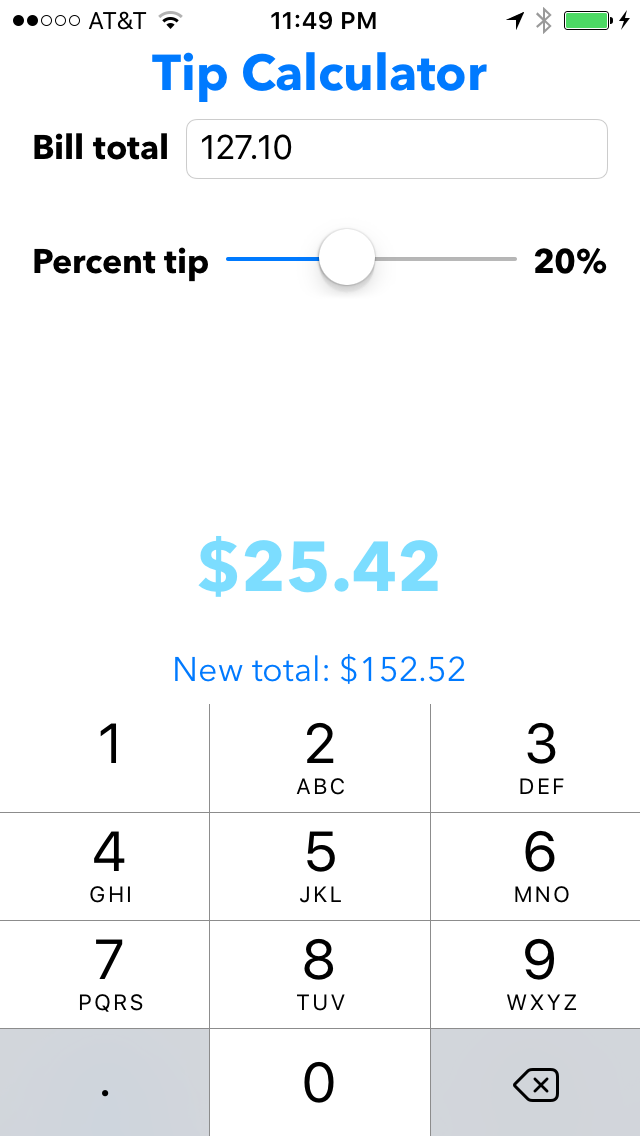 AT&T 11:49 PM
Tip Calculator
Bill total 127.10
Percent tip 20%
$25.42
New total: $152.52
1 2 3
ABC DEF
4 5 6
GHI JKL MNO
7 8 9
PQRS TUV WXYZ
. 0